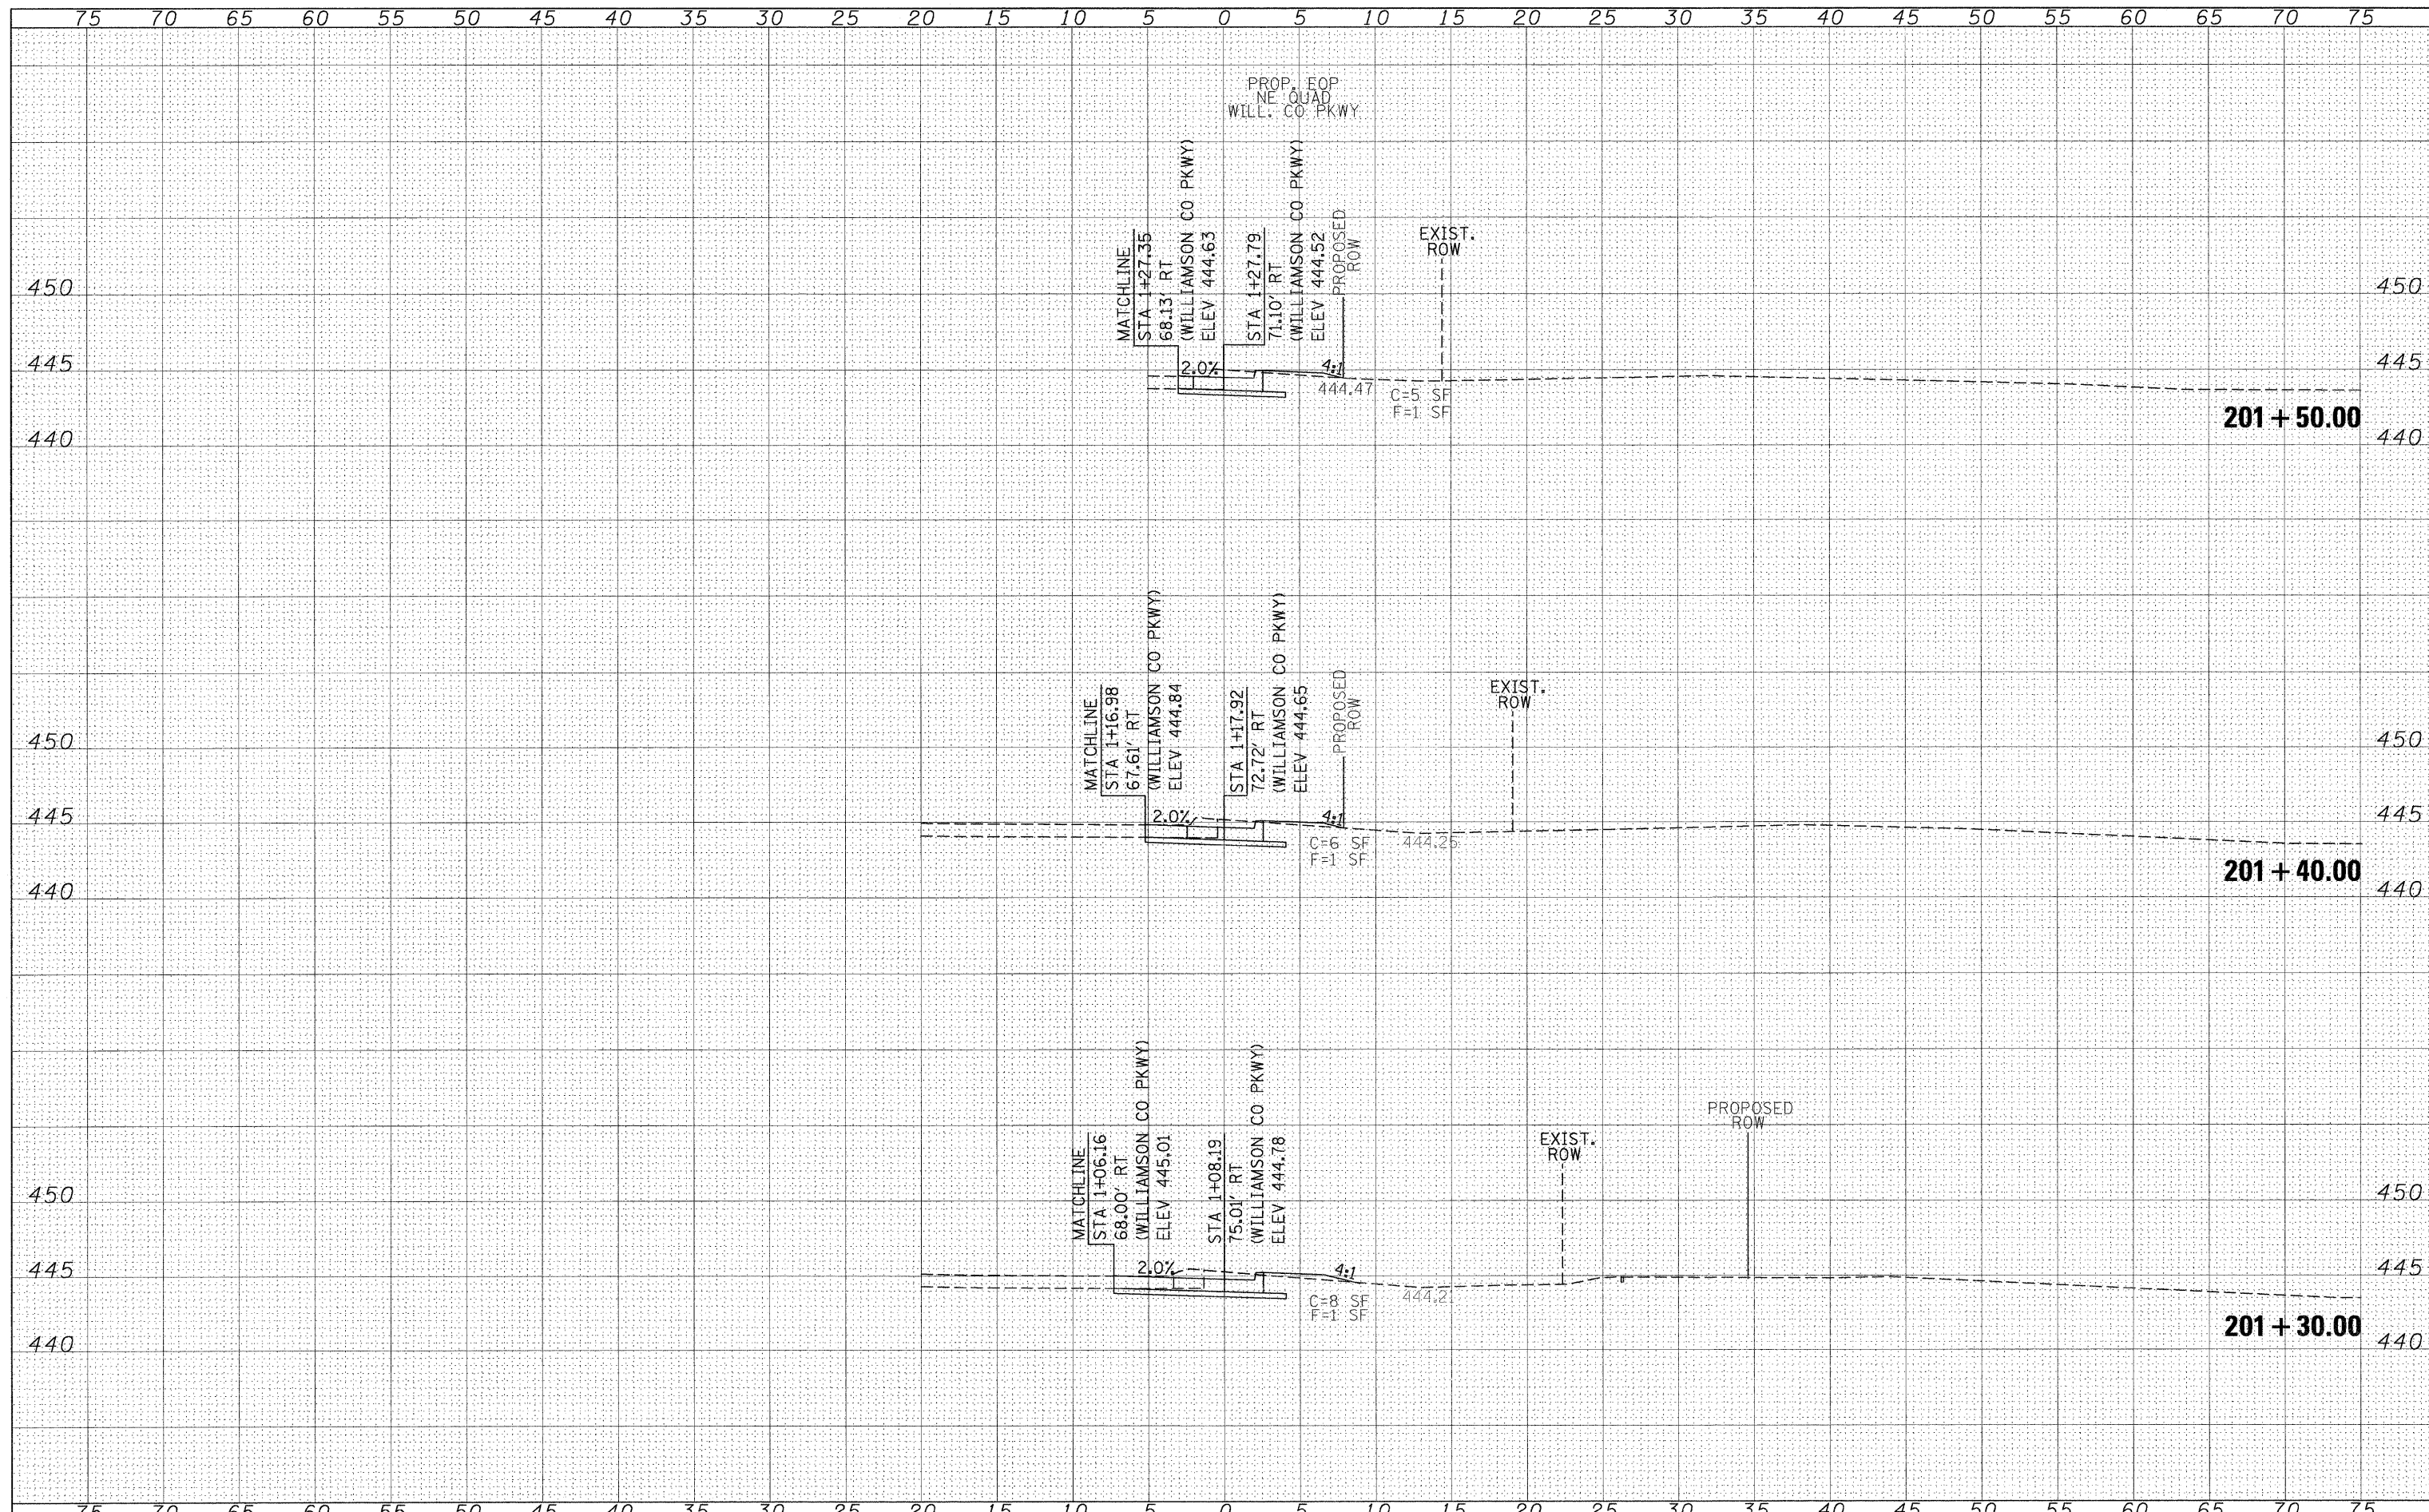 75 70 65 60 55 50 45 40 35 30 25 20 15 10 5 0 5 10 15 20 25 30 35 40 45 50 55 60 65 70 75
PROP. EOP
NE QUAD
WILL. CO PKWY
MATCHLINE
STA 1+27.35
68.13' RT
(WILLIAMSON CO PKWY)
ELEV 444.63
STA 1+27.79
71.10' RT
(WILLIAMSON CO PKWY)
ELEV 444.52
PROPOSED
ROW
EXIST.
ROW
450 450
445 2.0% 4:1 445
444.47
C=5 SF
F=1 SF
201+50.00
440 440
MATCHLINE
STA 1+16.98
67.61' RT
(WILLIAMSON CO PKWY)
ELEV 444.84
STA 1+17.92
72.72' RT
(WILLIAMSON CO PKWY)
ELEV 444.65
PROPOSED
ROW
EXIST.
ROW
450 450
445 2.0% 4:1 445
C=6 SF 444.26
F=1 SF
201+40.00
440 440
MATCHLINE
STA 1+06.16
68.00' RT
(WILLIAMSON CO PKWY)
ELEV 445.01
STA 1+08.19
75.01' RT
(WILLIAMSON CO PKWY)
ELEV 444.78
EXIST.
ROW
PROPOSED
ROW
450 450
445 2.0% 4:1 445
C=8 SF 444.21
F=1 SF
201+30.00
440 440
75 70 65 60 55 50 45 40 35 30 25 20 15 10 5 0 5 10 15 20 25 30 35 40 45 50 55 60 65 70 75